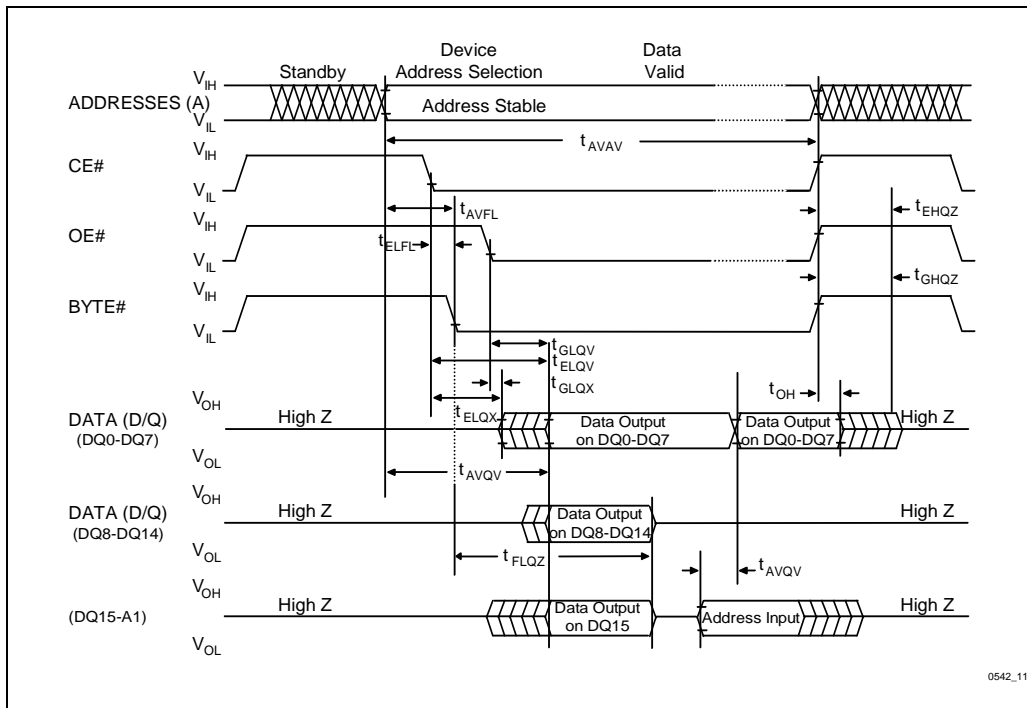 Device
Address Selection
Data
Valid
Standby
VIH
ADDRESSES (A)
Address Stable
VIL
tAVAV
VIH
CE#
VIL
tAVFL
tEHQZ
VIH
OE#
tELFL
VIL
tGHQZ
VIH
BYTE#
VIL
tGLQV
tELQV
tGLQX
tOH
VOH
tELQX
DATA (D/Q)
(DQ0-DQ7)
High Z
Data Output
on DQ0-DQ7
Data Output
on DQ0-DQ7
High Z
VOL
tAVQV
VOH
DATA (D/Q)
(DQ8-DQ14)
High Z
Data Output
on DQ8-DQ14
High Z
VOL
tFLQZ
tAVQV
VOH
(DQ15-A1)
High Z
Data Output
on DQ15
Address Input
High Z
VOL
0542_11